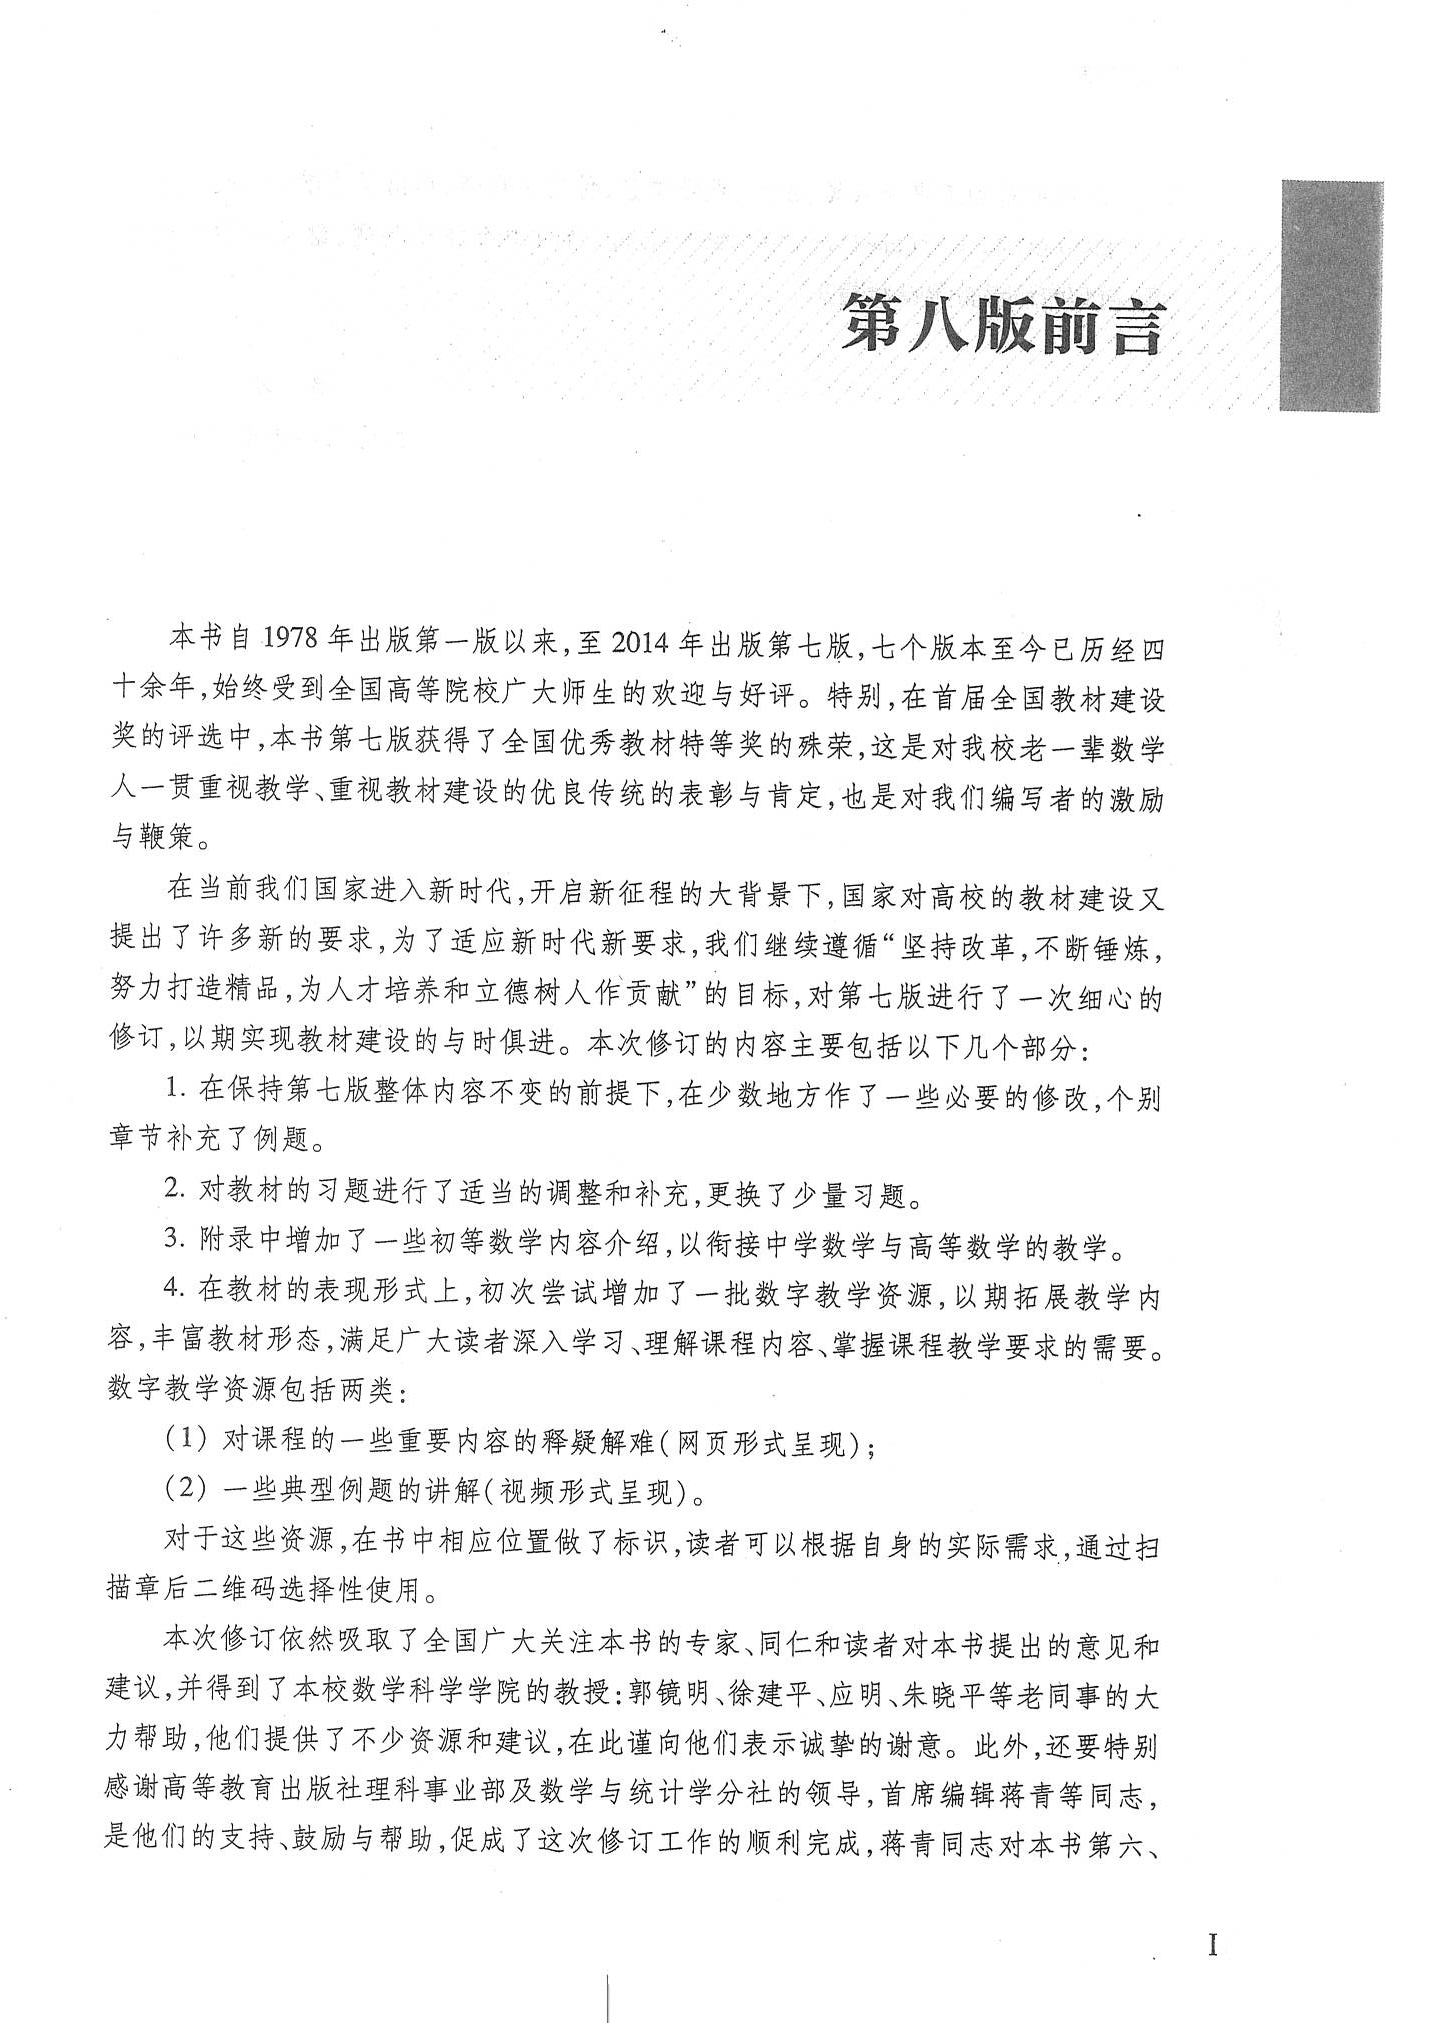 第八版前言
本书自 1978 年出版第一版以来,至 2014 年出版第七版,七个版本至今已历经四
十余年,始终受到全国高等院校广大师生的欢迎与好评。特别,在首届全国教材建设
奖的评选中,本书第七版获得了全国优秀教材特等奖的殊荣,这是对我校老一辈数学
人一贯重视教学、重视教材建设的优良传统的表彰与肯定,也是对我们编写者的激励
与鞭策。
在当前我们国家进入新时代,开启新征程的大背景下,国家对高校的教材建设又
提出了许多新的要求,为了适应新时代新要求,我们继续遵循“坚持改革,不断锤炼,
努力打造精品,为人才培养和立德树人作贡献”的目标,对第七版进行了一次细心的
修订,以期实现教材建设的与时俱进。本次修订的内容主要包括以下几个部分:
1. 在保持第七版整体内容不变的前提下,在少数地方作了一些必要的修改,个别
章节补充了例题。
2. 对教材的习题进行了适当的调整和补充,更换了少量习题。
3. 附录中增加了一些初等数学内容介绍,以衔接中学数学与高等数学的教学。
4. 在教材的表现形式上,初次尝试增加了一批数字教学资源,以期拓展教学内
容,丰富教材形态,满足广大读者深入学习、理解课程内容、掌握课程教学要求的需要。
数字教学资源包括两类:
(1) 对课程的一些重要内容的释疑解难(网页形式呈现);
(2) 一些典型例题的讲解(视频形式呈现)。
对于这些资源,在书中相应位置做了标识,读者可以根据自身的实际需求,通过扫
描章后二维码选择性使用。
本次修订依然吸取了全国广大关注本书的专家、同仁和读者对本书提出的意见和
建议,并得到了本校数学科学学院的教授:郭镜明、徐建平、应明、朱晓平等老同事的大
力帮助,他们提供了不少资源和建议,在此谨向他们表示诚挚的谢意。此外,还要特别
感谢高等教育出版社理科事业部及数学与统计学分社的领导,首席编辑蒋青等同志,
是他们的支持、鼓励与帮助,促成了这次修订工作的顺利完成,蒋青同志对本书第六、
I